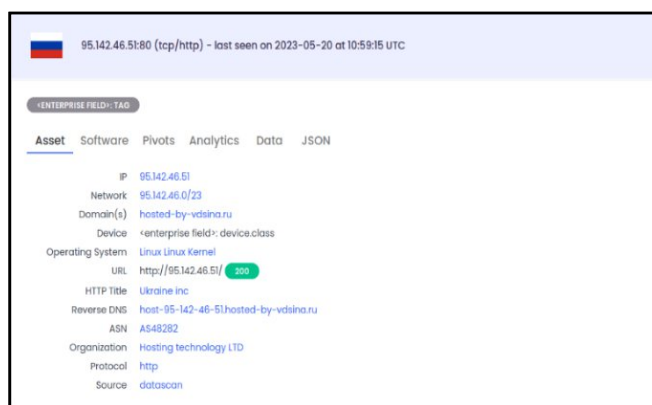 95.142.46.51:80 (tcp/http) - last seen on 2023-05-20 at 10:59:15 UTC
<ENTERPRISE FIELD>: TAG
Asset Software Pivots Analytics Data JSON
IP 95.142.46.51
Network 95.142.46.0/23
Domain(s) hosted-by-vdsina.ru
Device <enterprise field>: device.class
Operating System Linux Linux Kernel
URL http://95.142.46.51/ 200
HTTP Title Ukraine inc
Reverse DNS host-95-142-46-51.hosted-by-vdsina.ru
ASN AS48282
Organization Hosting technology LTD
Protocol http
Source datascan